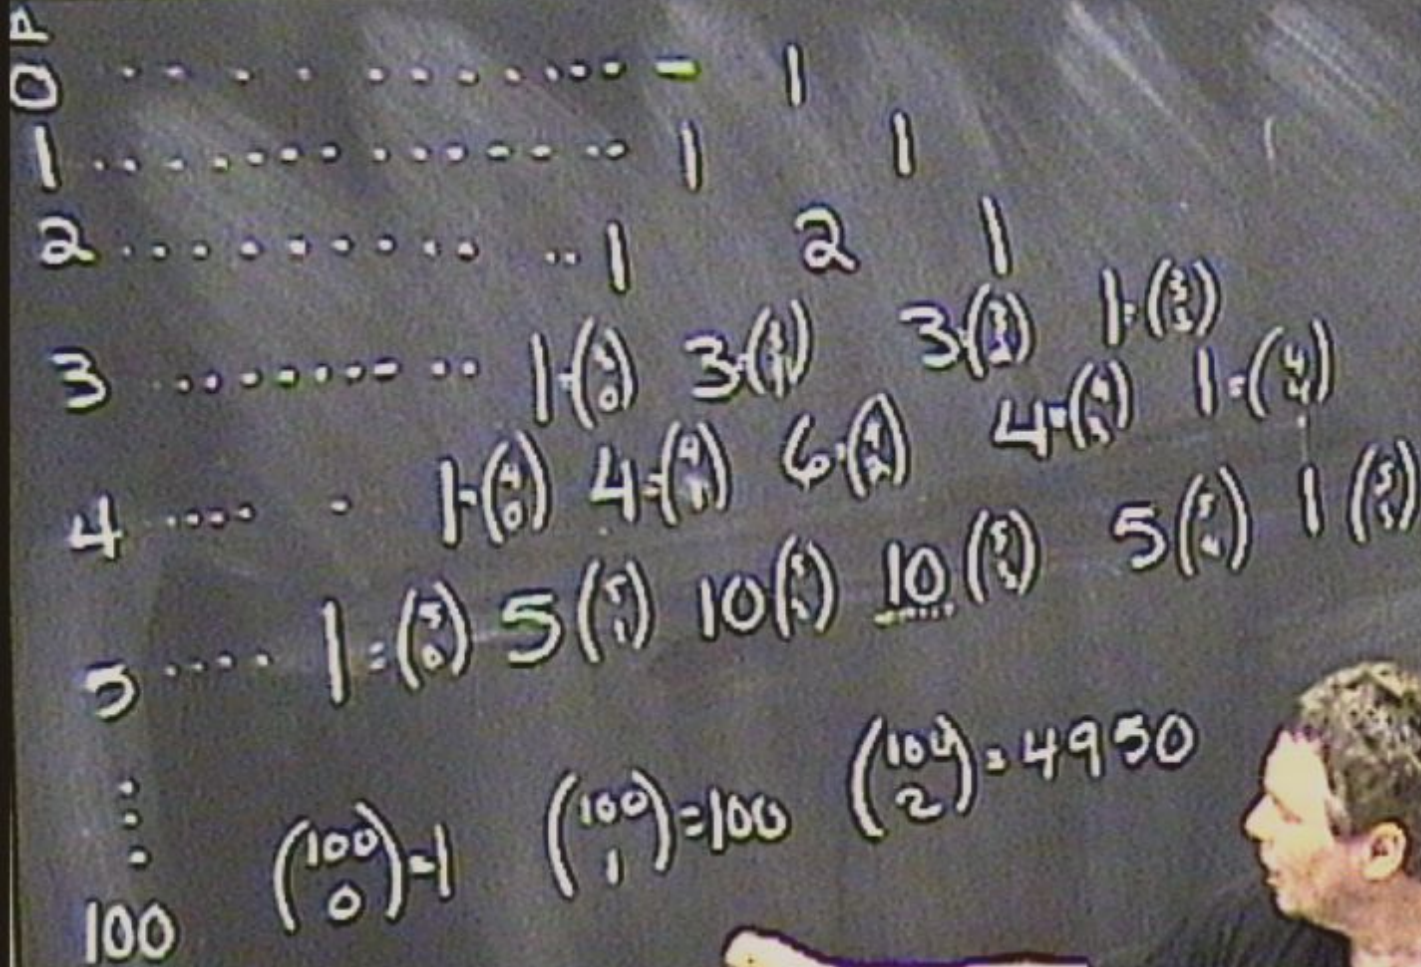 0 ............ 1
1 ............ 1 1
2 ............ 1 2 1
3 ............ 1=(3 0) 3=(3 1) 3=(3 2) 1=(3 3)
4 .... . 1=(4 0) 4=(4 1) 6=(4 2) 4=(4 3) 1=(4 4)
5 .... 1=(5 0) 5(5 1) 10(5 2) 10(5 3) 5(5 4) 1(5 5)
100 (100 0)=1 (100 1)=100 (100 2)=4950